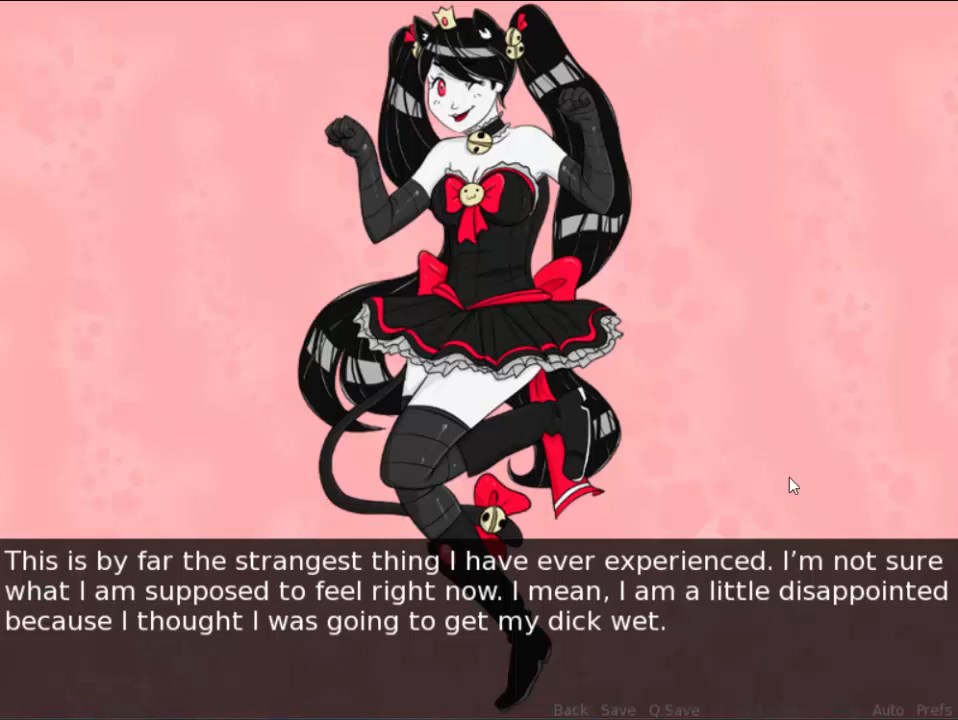 This is by far the strangest thing I have ever experienced. I’m not sure
what I am supposed to feel right now. I mean, I am a little disappointed
because I thought I was going to get my dick wet.
Back Save Q.Save Auto Prefs